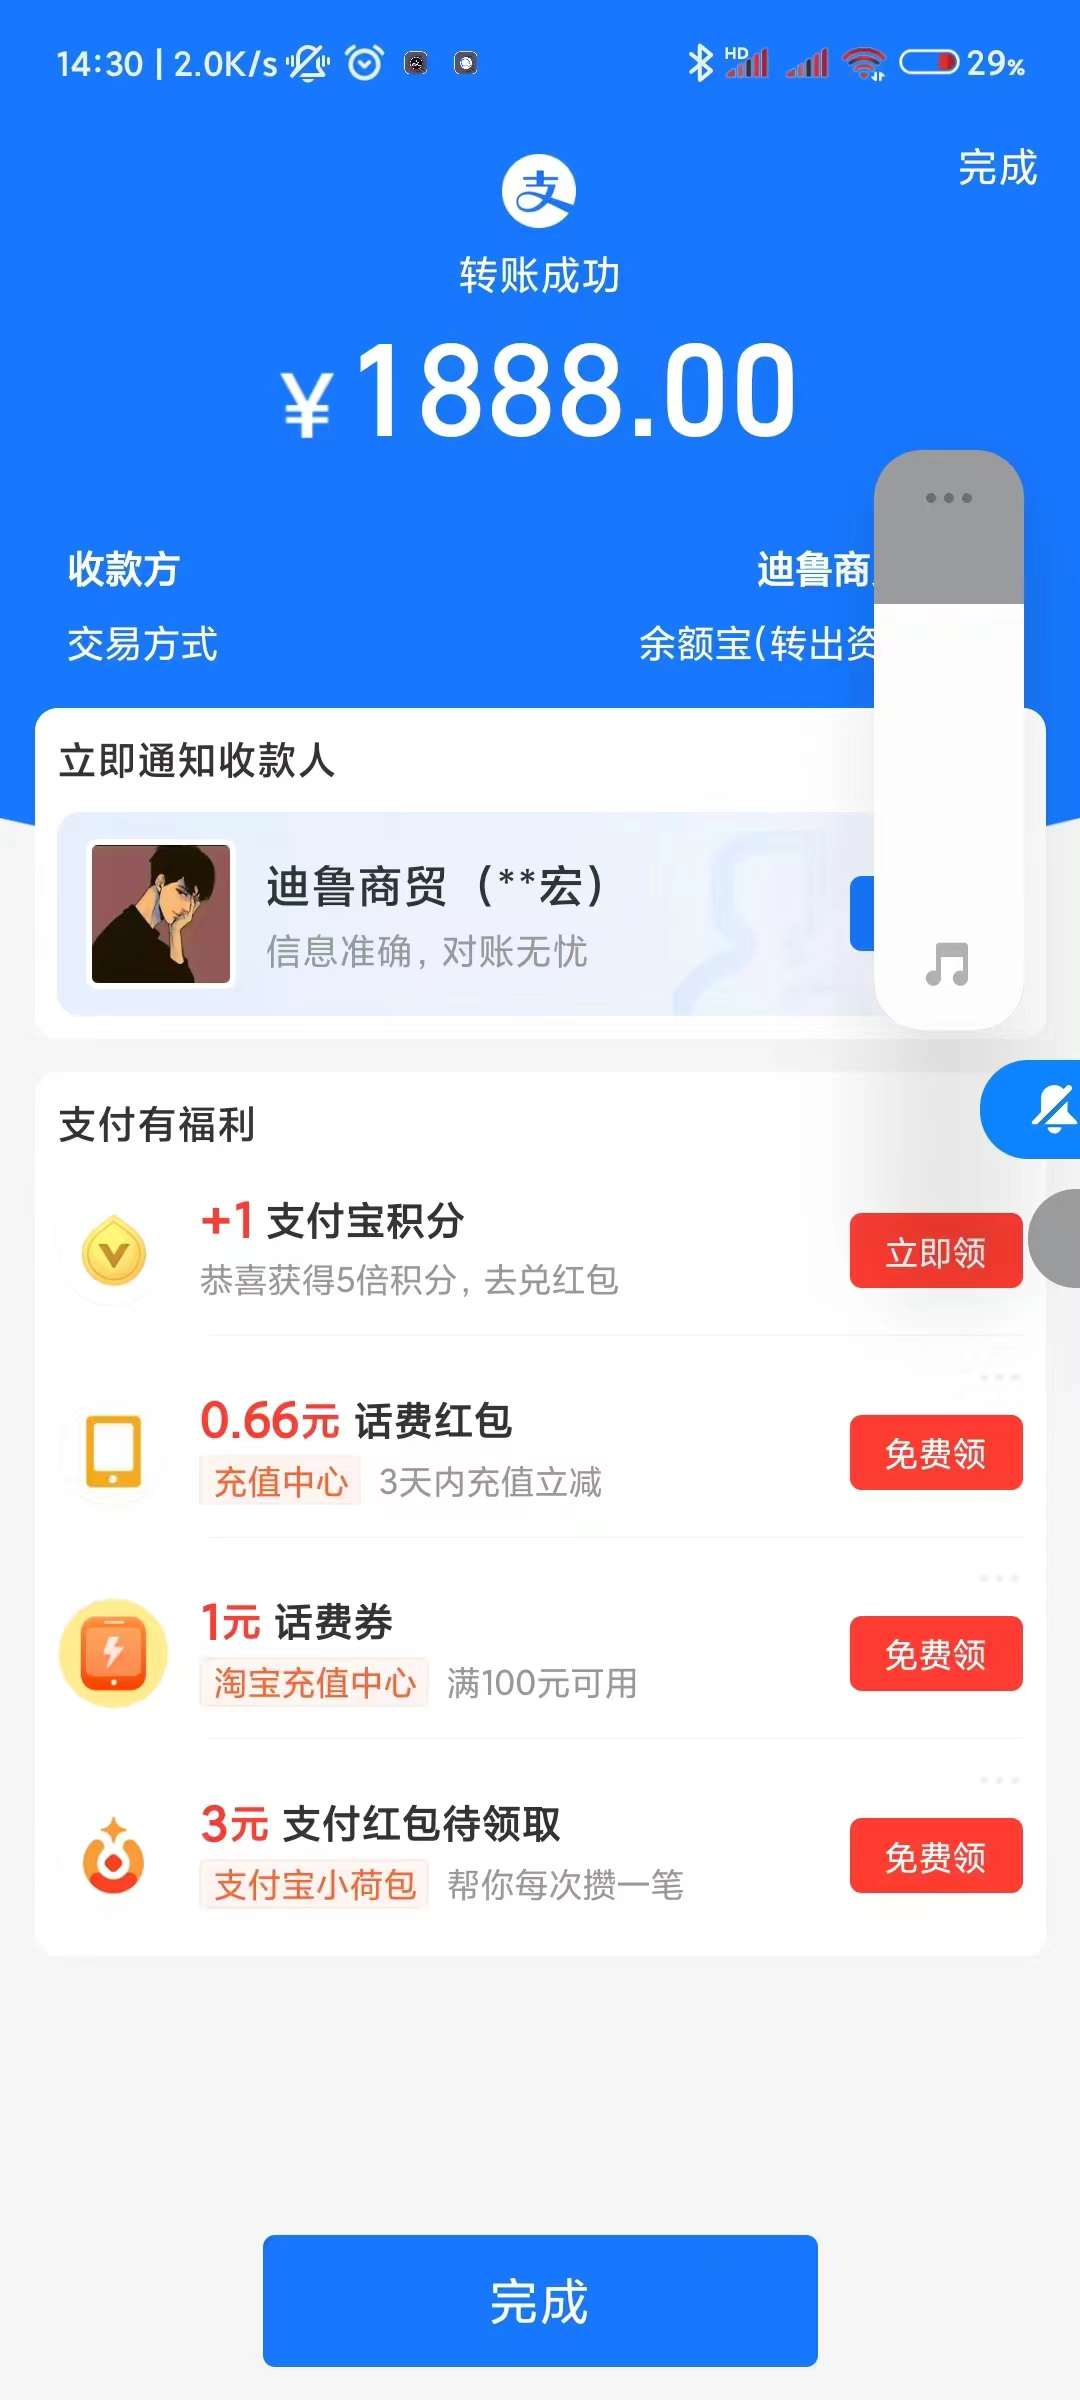 14:30 | 2.0K/s HD 29%
完成
支
转账成功
¥1888.00
收款方 迪鲁商
交易方式 余额宝(转出资
立即通知收款人
迪鲁商贸（**宏）
信息准确，对账无忧
支付有福利
+1 支付宝积分
恭喜获得5倍积分，去兑红包
立即领
0.66元 话费红包
充值中心 3天内充值立减
免费领
1元 话费券
淘宝充值中心 满100元可用
免费领
3元 支付红包待领取
支付宝小荷包 帮你每次攒一笔
免费领
完成